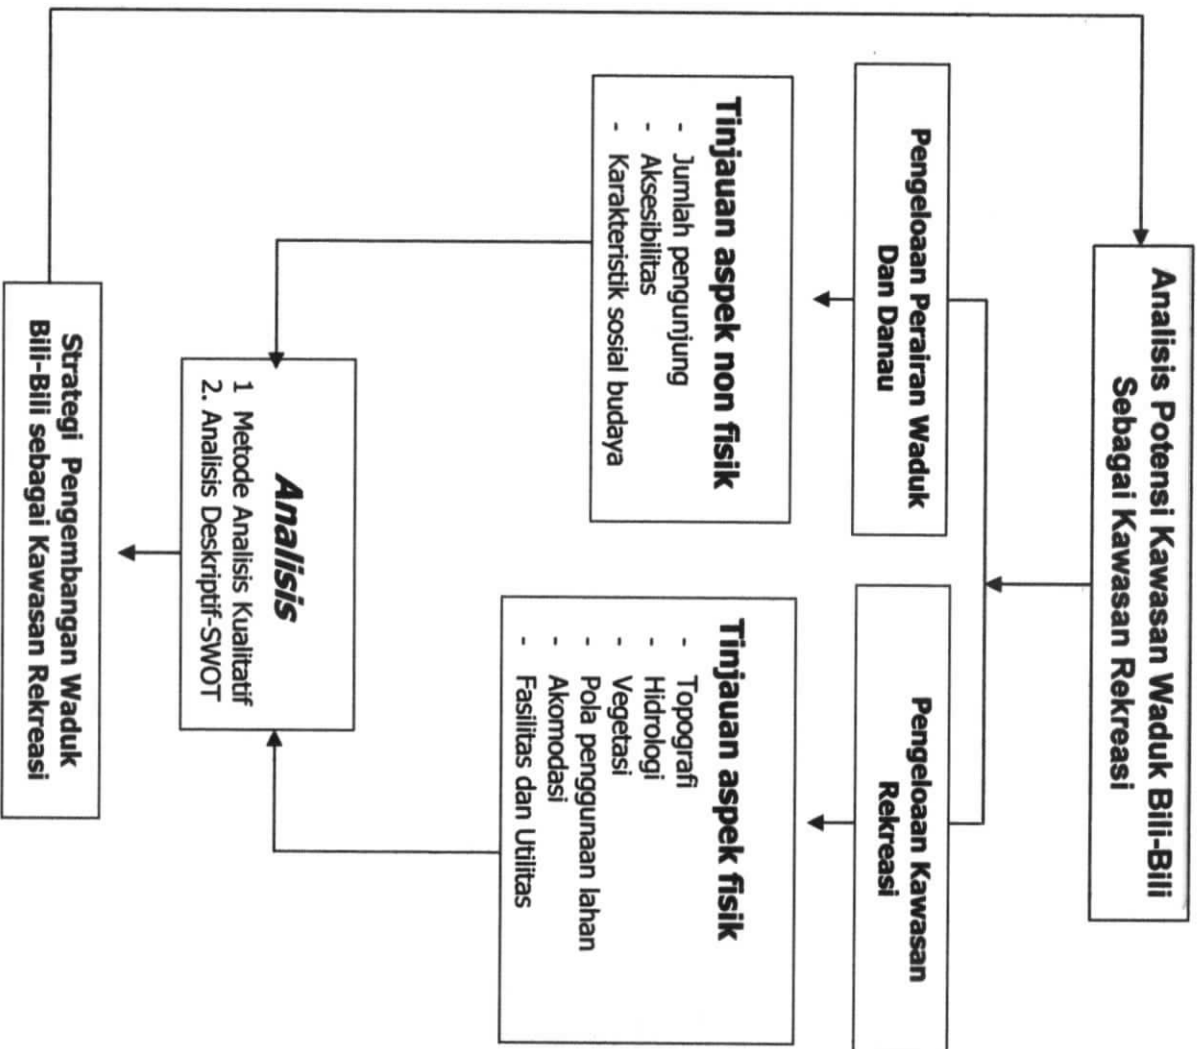 Analisis Potensi Kawasan Waduk Bili-Bili
Sebagai Kawasan Rekreasi
Pengeloaan Perairan Waduk
Dan Danau
Pengeloaan Kawasan
Rekreasi
Tinjauan aspek non fisik
- Jumlah pengunjung
- Aksesibilitas
- Karakteristik sosial budaya
Tinjauan aspek fisik
- Topografi
- Hidrologi
- Vegetasi
- Pola penggunaan lahan
- Akomodasi
- Fasilitas dan Utilitas
Analisis
1 Metode Analisis Kualitatif
2. Analisis Deskriptif-SWOT
Strategi Pengembangan Waduk
Bili-Bili sebagai Kawasan Rekreasi